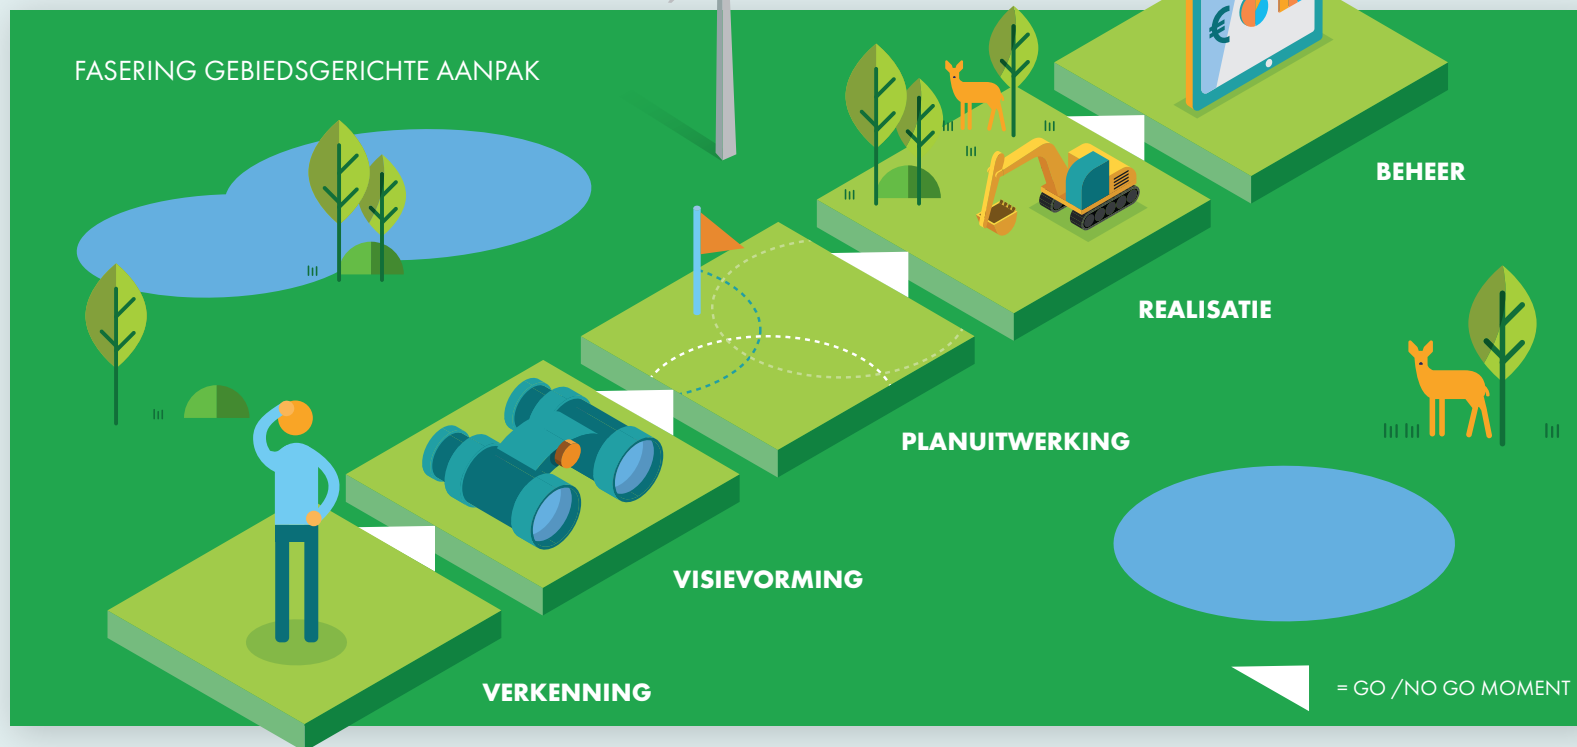 FASERING GEBIEDSGERICHTE AANPAK
€
BEHEER
REALISATIE
PLANUITWERKING
VISIEVORMING
VERKENNING
= GO /NO GO MOMENT